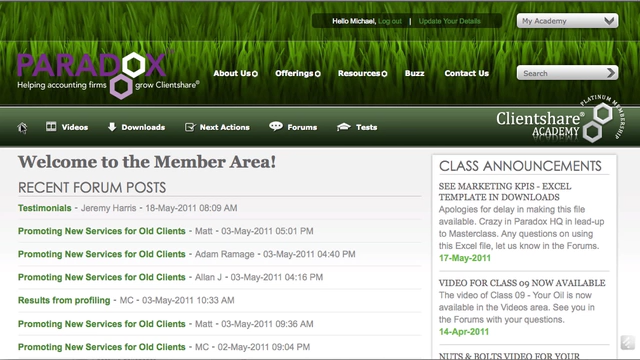 Hello Michael, Log out | Update Your Details
My Academy
PARADOX™
Helping accounting firms grow Clientshare®
About Us
Offerings
Resources
Buzz
Contact Us
Search
Videos
Downloads
Next Actions
Forums
Tests
Clientshare®
ACADEMY
PLATINUM MEMBERSHIP
Welcome to the Member Area!
RECENT FORUM POSTS
Testimonials - Jeremy Harris - 18-May-2011 08:09 AM
Promoting New Services for Old Clients - Matt - 03-May-2011 05:01 PM
Promoting New Services for Old Clients - Adam Ramage - 03-May-2011 04:40 PM
Promoting New Services for Old Clients - Allan J - 03-May-2011 04:16 PM
Results from profiling - MC - 03-May-2011 10:33 AM
Promoting New Services for Old Clients - Matt - 03-May-2011 09:36 AM
Promoting New Services for Old Clients - MC - 02-May-2011 09:04 PM
CLASS ANNOUNCEMENTS
SEE MARKETING KPIS - EXCEL
TEMPLATE IN DOWNLOADS
Apologies for delay in making this file
available. Crazy in Paradox HQ in lead-up
to Masterclass. Any questions on using
this Excel file, let us know in the Forums.
17-May-2011
VIDEO FOR CLASS 09 NOW AVAILABLE
The video of Class 09 - Your Oil is now
available in the Videos area. See you in
the Forums with your questions.
14-Apr-2011
NUTS & BOLTS VIDEO FOR "YOUR